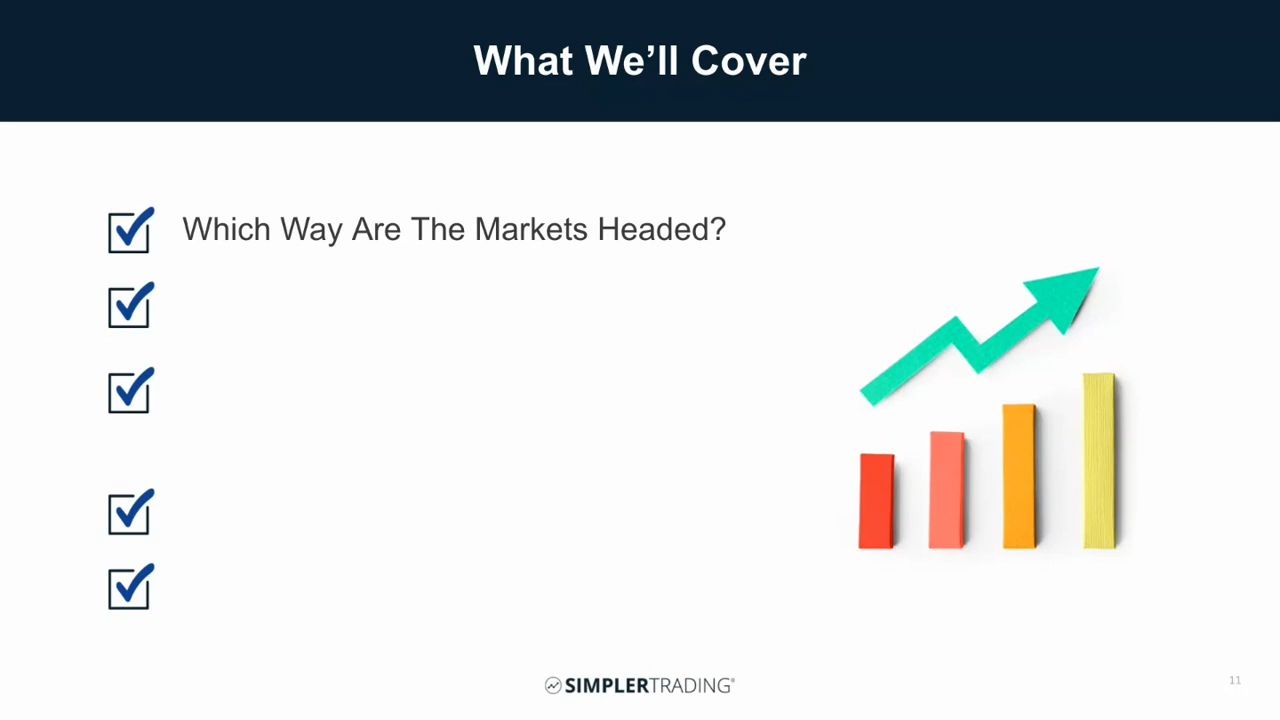 What We’ll Cover
Which Way Are The Markets Headed?
SIMPLERTRADING®
11